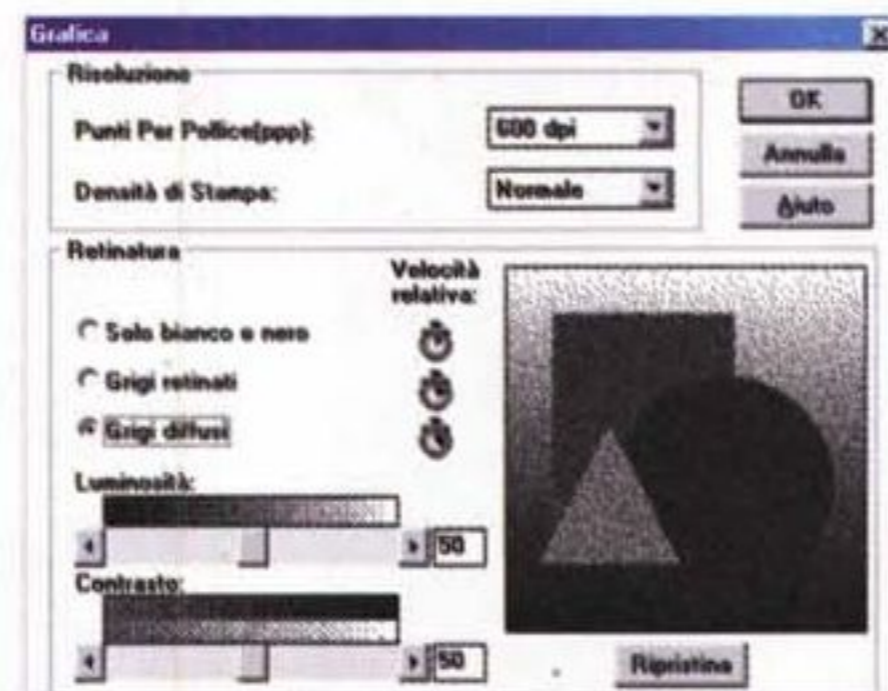 Grafica
Risoluzione
Punti Per Pollice(ppp):
600 dpi
Densità di Stampa:
Normale
OK
Annulla
Aiuto
Retinatura
Velocità
relativa:
Solo bianco e nero
Grigi retinati
Grigi diffusi
Luminosità:
50
Contrasto:
50
Ripristina